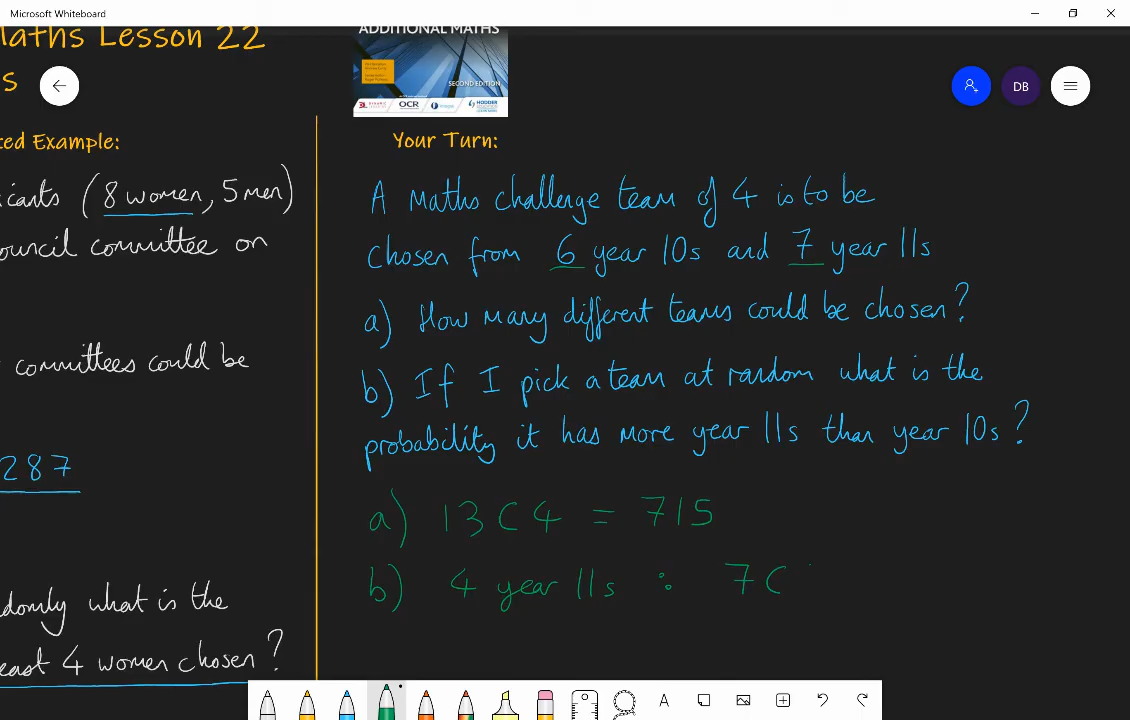 Microsoft Whiteboard
Maths Lesson 22
s
ADDITIONAL MATHS
SECOND EDITION
OCR
HODDER
DB
ted Example:
icants (8 women, 5 men)
ouncil committee on
committees could be
287
domly what is the
east 4 women chosen?
Your Turn:
A Maths challenge team of 4 is to be
chosen from 6 year 10s and 7 year 11s
a) How many different teams could be chosen?
b) If I pick a team at random what is the
probability it has more year 11s than year 10s?
a) 13C4 = 715
b) 4 year 11s : 7C
A